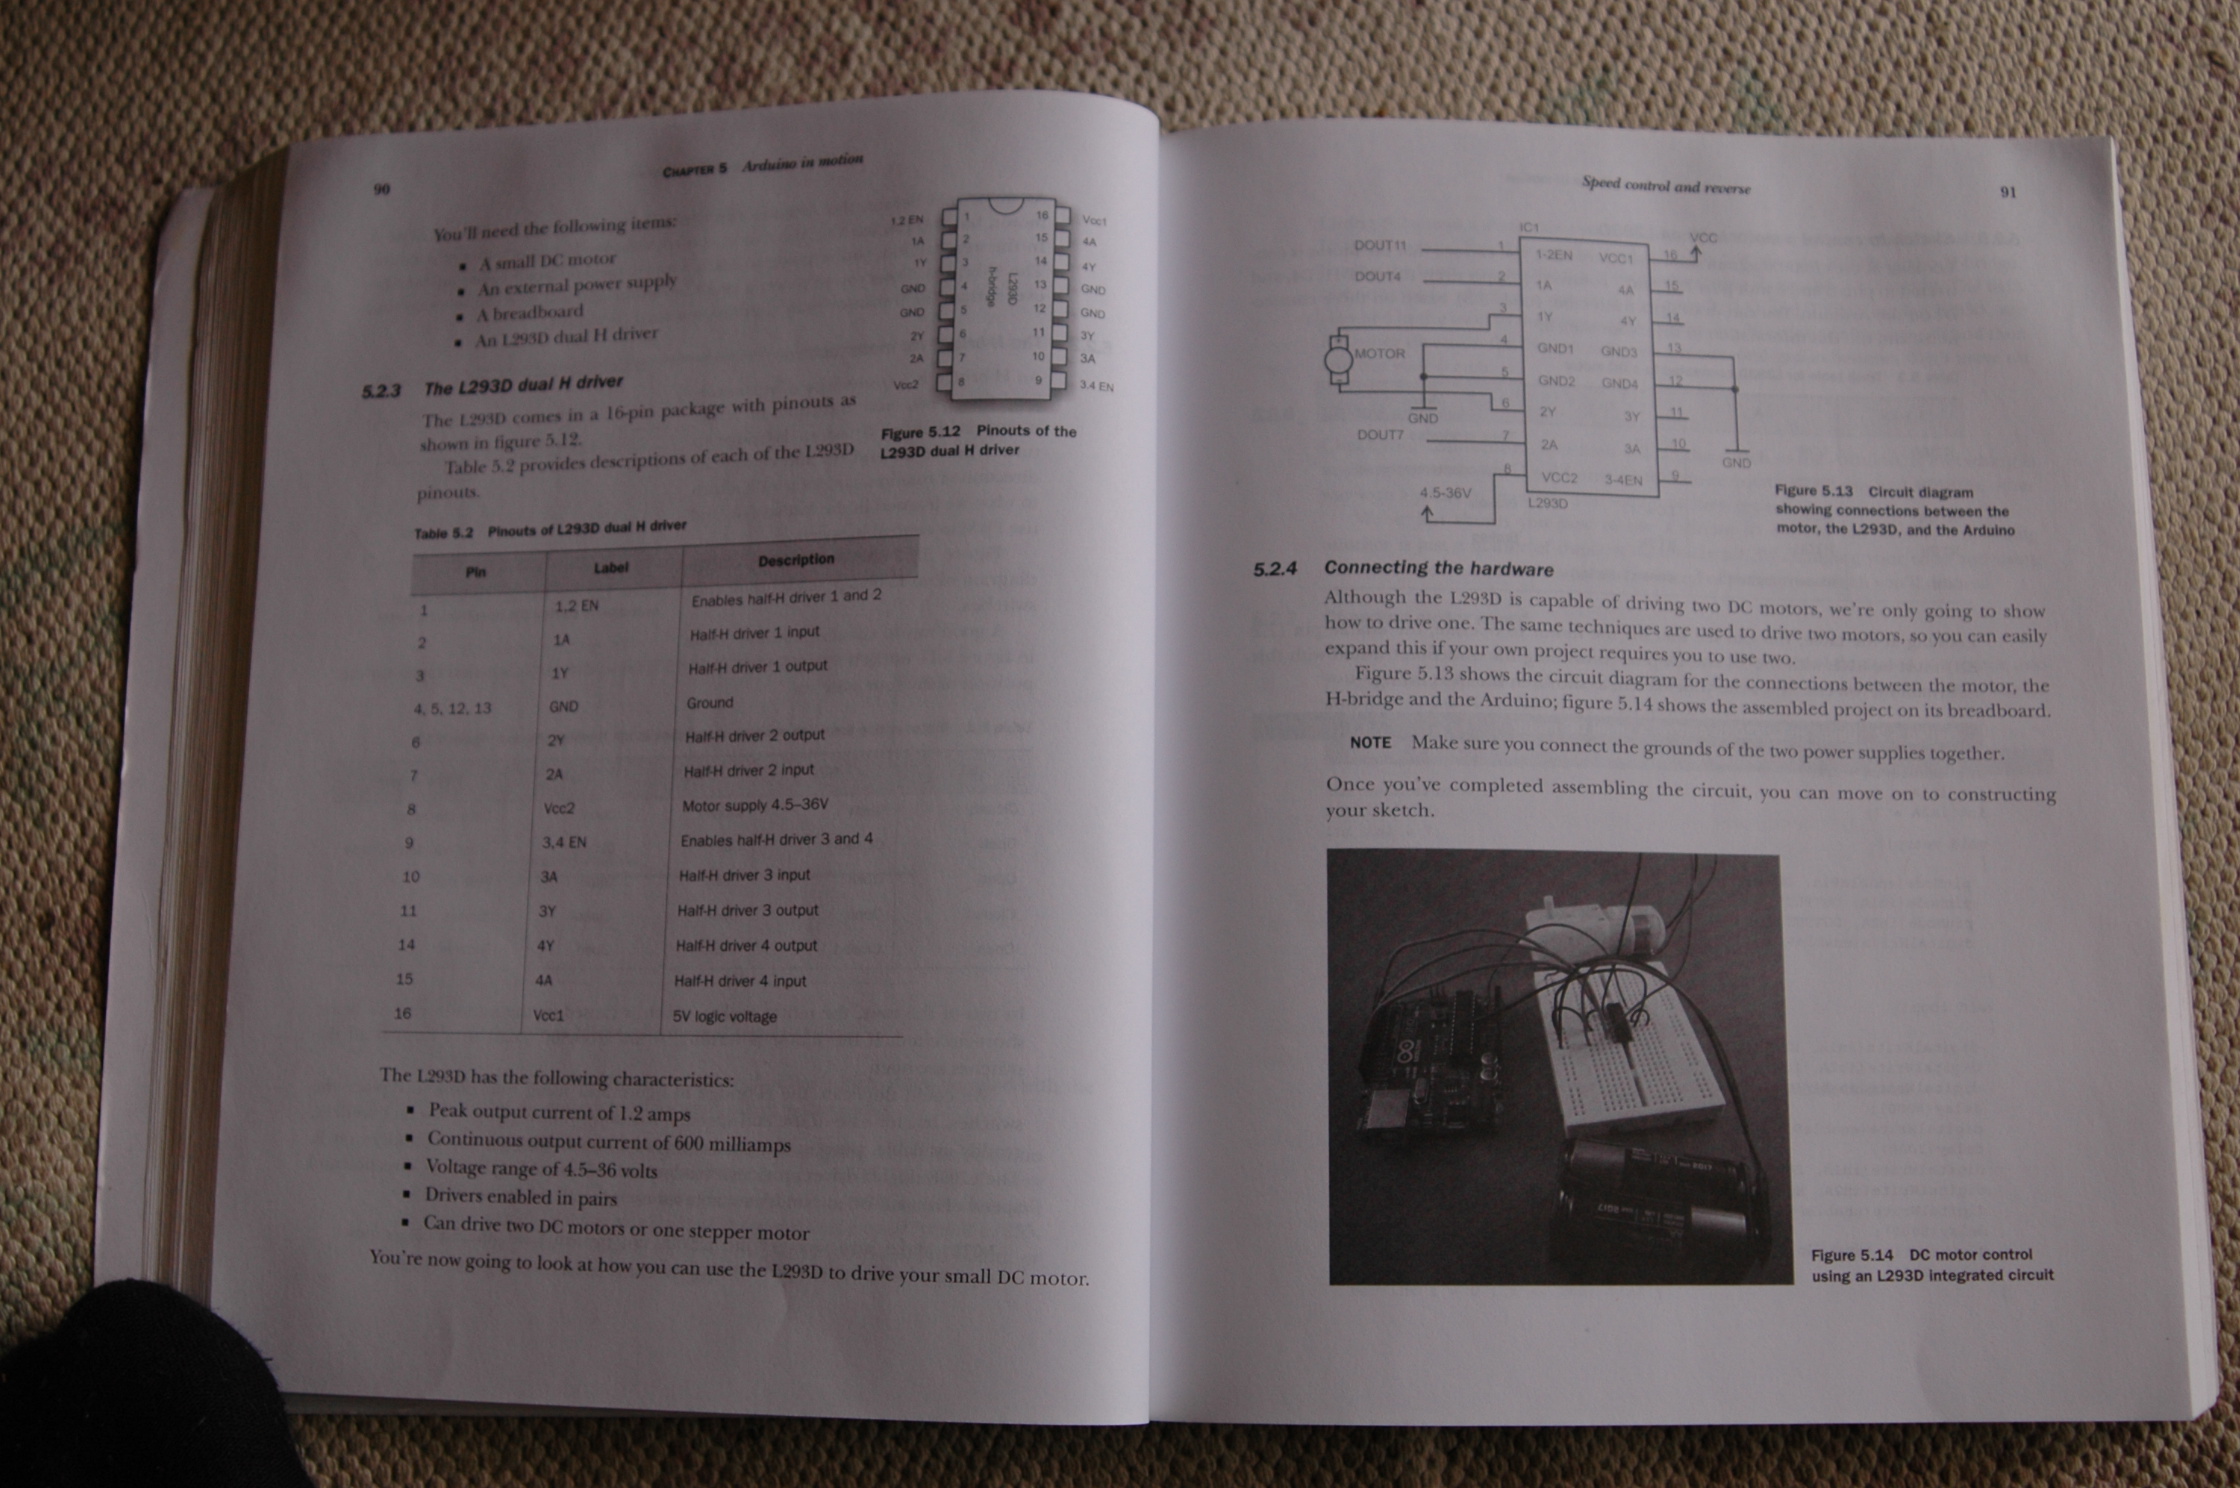 90 CHAPTER 5 Arduino in motion
You'll need the following items:
▪ A small DC motor
▪ An external power supply
▪ A breadboard
▪ An L293D dual H driver
5.2.3 The L293D dual H driver
The L293D comes in a 16-pin package with pinouts as
shown in figure 5.12.
Table 5.2 provides descriptions of each of the L293D
pinouts.
1,2 EN 1 16 Vcc1
1A 2 15 4A
1Y 3 14 4Y
GND 4 L293D 13 GND
GND 5 h-bridge 12 GND
2Y 6 11 3Y
2A 7 10 3A
Vcc2 8 9 3.4 EN
Figure 5.12 Pinouts of the
L293D dual H driver
Table 5.2 Pinouts of L293D dual H driver
Pin Label Description
1 1,2 EN Enables half-H driver 1 and 2
2 1A Half-H driver 1 input
3 1Y Half-H driver 1 output
4, 5, 12, 13 GND Ground
6 2Y Half-H driver 2 output
7 2A Half-H driver 2 input
8 Vcc2 Motor supply 4.5–36V
9 3,4 EN Enables half-H driver 3 and 4
10 3A Half-H driver 3 input
11 3Y Half-H driver 3 output
14 4Y Half-H driver 4 output
15 4A Half-H driver 4 input
16 Vcc1 5V logic voltage
The L293D has the following characteristics:
▪ Peak output current of 1.2 amps
▪ Continuous output current of 600 milliamps
▪ Voltage range of 4.5–36 volts
▪ Drivers enabled in pairs
▪ Can drive two DC motors or one stepper motor
You're now going to look at how you can use the L293D to drive your small DC motor.
Speed control and reverse 91
IC1 VCC
DOUT11 1 1-2EN VCC1 16
DOUT4 2 1A 4A 15
3 1Y 4Y 14
MOTOR 4 GND1 GND3 13
5 GND2 GND4 12
GND 6 2Y 3Y 11
DOUT7 7 2A 3A 10
GND
8 VCC2 3-4EN 9
4.5-36V L293D
Figure 5.13 Circuit diagram
showing connections between the
motor, the L293D, and the Arduino
5.2.4 Connecting the hardware
Although the L293D is capable of driving two DC motors, we're only going to show
how to drive one. The same techniques are used to drive two motors, so you can easily
expand this if your own project requires you to use two.
Figure 5.13 shows the circuit diagram for the connections between the motor, the
H-bridge and the Arduino; figure 5.14 shows the assembled project on its breadboard.
NOTE Make sure you connect the grounds of the two power supplies together.
Once you've completed assembling the circuit, you can move on to constructing
your sketch.
Figure 5.14 DC motor control
using an L293D integrated circuit